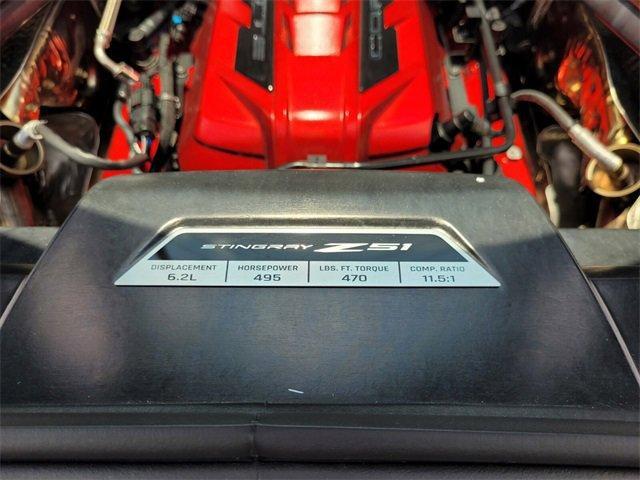 STINGRAY Z51
DISPLACEMENT HORSEPOWER LBS. FT. TORQUE COMP. RATIO
6.2L 495 470 11.5:1